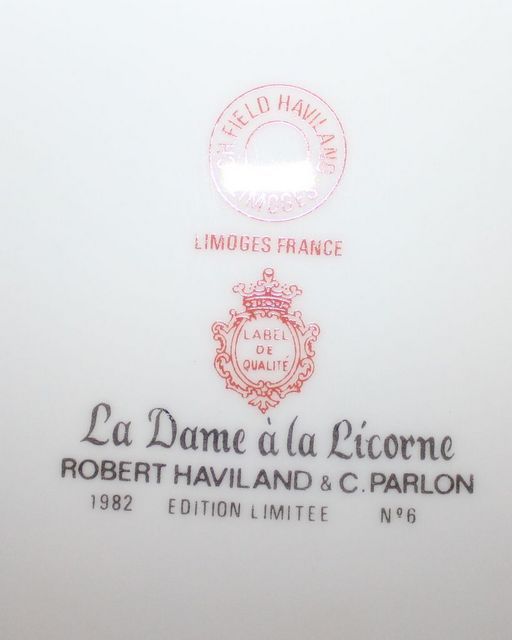 CH FIELD HAVILAND
LIMOGES
LIMOGES FRANCE
LABEL
DE
QUALITÉ
La Dame à la Licorne
ROBERT HAVILAND & C. PARLON
1982 EDITION LIMITEE Nº6